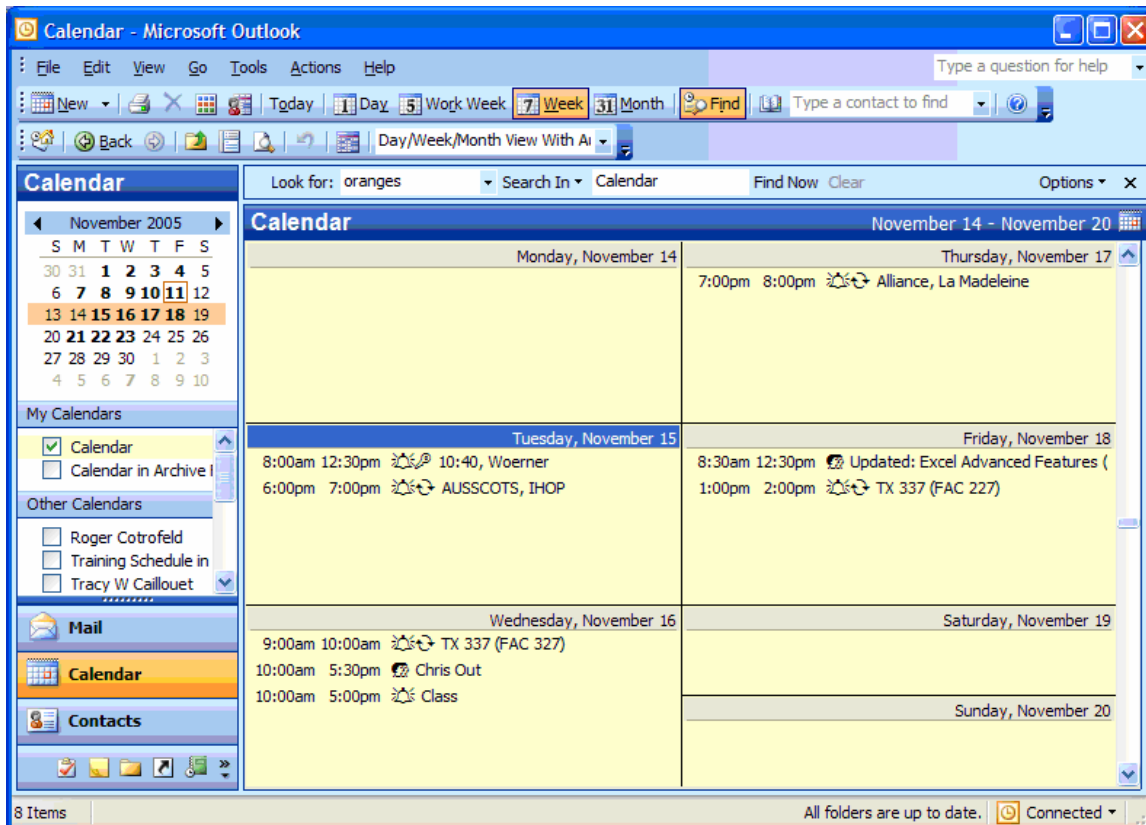 Calendar - Microsoft Outlook
File Edit View Go Tools Actions Help Type a question for help
New Today 1 Day 5 Work Week 7 Week 31 Month Find Type a contact to find
Back Day/Week/Month View With Au
Calendar
November 2005
S M T W T F S
30 31 1 2 3 4 5
6 7 8 9 10 11 12
13 14 15 16 17 18 19
20 21 22 23 24 25 26
27 28 29 30 1 2 3
4 5 6 7 8 9 10
My Calendars
Calendar
Calendar in Archive
Other Calendars
Roger Cotrofeld
Training Schedule in
Tracy W Caillouet
Mail
Calendar
Contacts
Look for: oranges Search In Calendar Find Now Clear Options
Calendar November 14 - November 20
Monday, November 14
Tuesday, November 15
8:00am 12:30pm 10:40, Woerner
6:00pm 7:00pm AUSSCOTS, IHOP
Wednesday, November 16
9:00am 10:00am TX 337 (FAC 327)
10:00am 5:30pm Chris Out
10:00am 5:00pm Class
Thursday, November 17
7:00pm 8:00pm Alliance, La Madeleine
Friday, November 18
8:30am 12:30pm Updated: Excel Advanced Features (
1:00pm 2:00pm TX 337 (FAC 227)
Saturday, November 19
Sunday, November 20
8 Items All folders are up to date. Connected